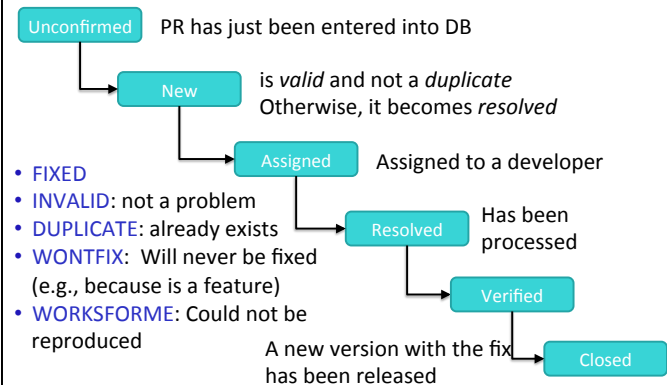 Unconfirmed PR has just been entered into DB
New is valid and not a duplicate
Otherwise, it becomes resolved
Assigned Assigned to a developer
• FIXED
• INVALID: not a problem
• DUPLICATE: already exists
• WONTFIX: Will never be fixed
(e.g., because is a feature)
• WORKSFORME: Could not be
reproduced
Resolved Has been
processed
Verified
A new version with the fix
has been released
Closed